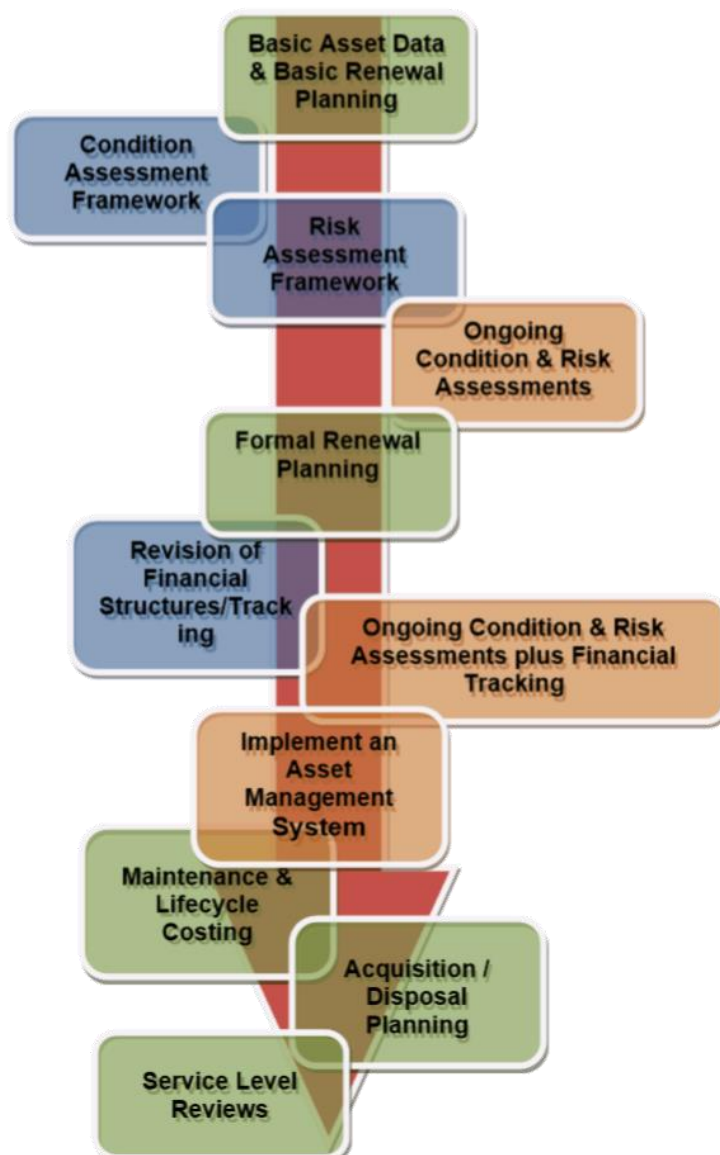 Basic Asset Data
& Basic Renewal
Planning
Condition
Assessment
Framework
Risk
Assessment
Framework
Ongoing
Condition & Risk
Assessments
Formal Renewal
Planning
Revision of
Financial
Structures/Track
ing
Ongoing Condition & Risk
Assessments plus Financial
Tracking
Implement an
Asset
Management
System
Maintenance &
Lifecycle
Costing
Acquisition /
Disposal
Planning
Service Level
Reviews